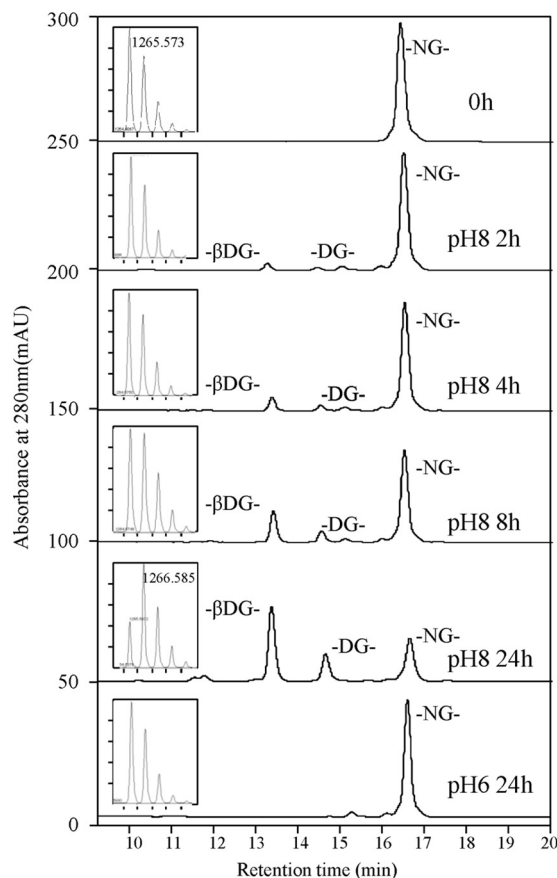 300
1265.573
-NG-
0h
250
-NG-
-βDG-
-DG-
pH8 2h
200
-NG-
-βDG-
-DG-
pH8 4h
150
-NG-
-βDG-
-DG-
pH8 8h
100
1266.585
-βDG-
-DG-
-NG-
pH8 24h
50
-NG-
pH6 24h
0
10 11 12 13 14 15 16 17 18 19 20
Retention time (min)
Absorbance at 280nm(mAU)